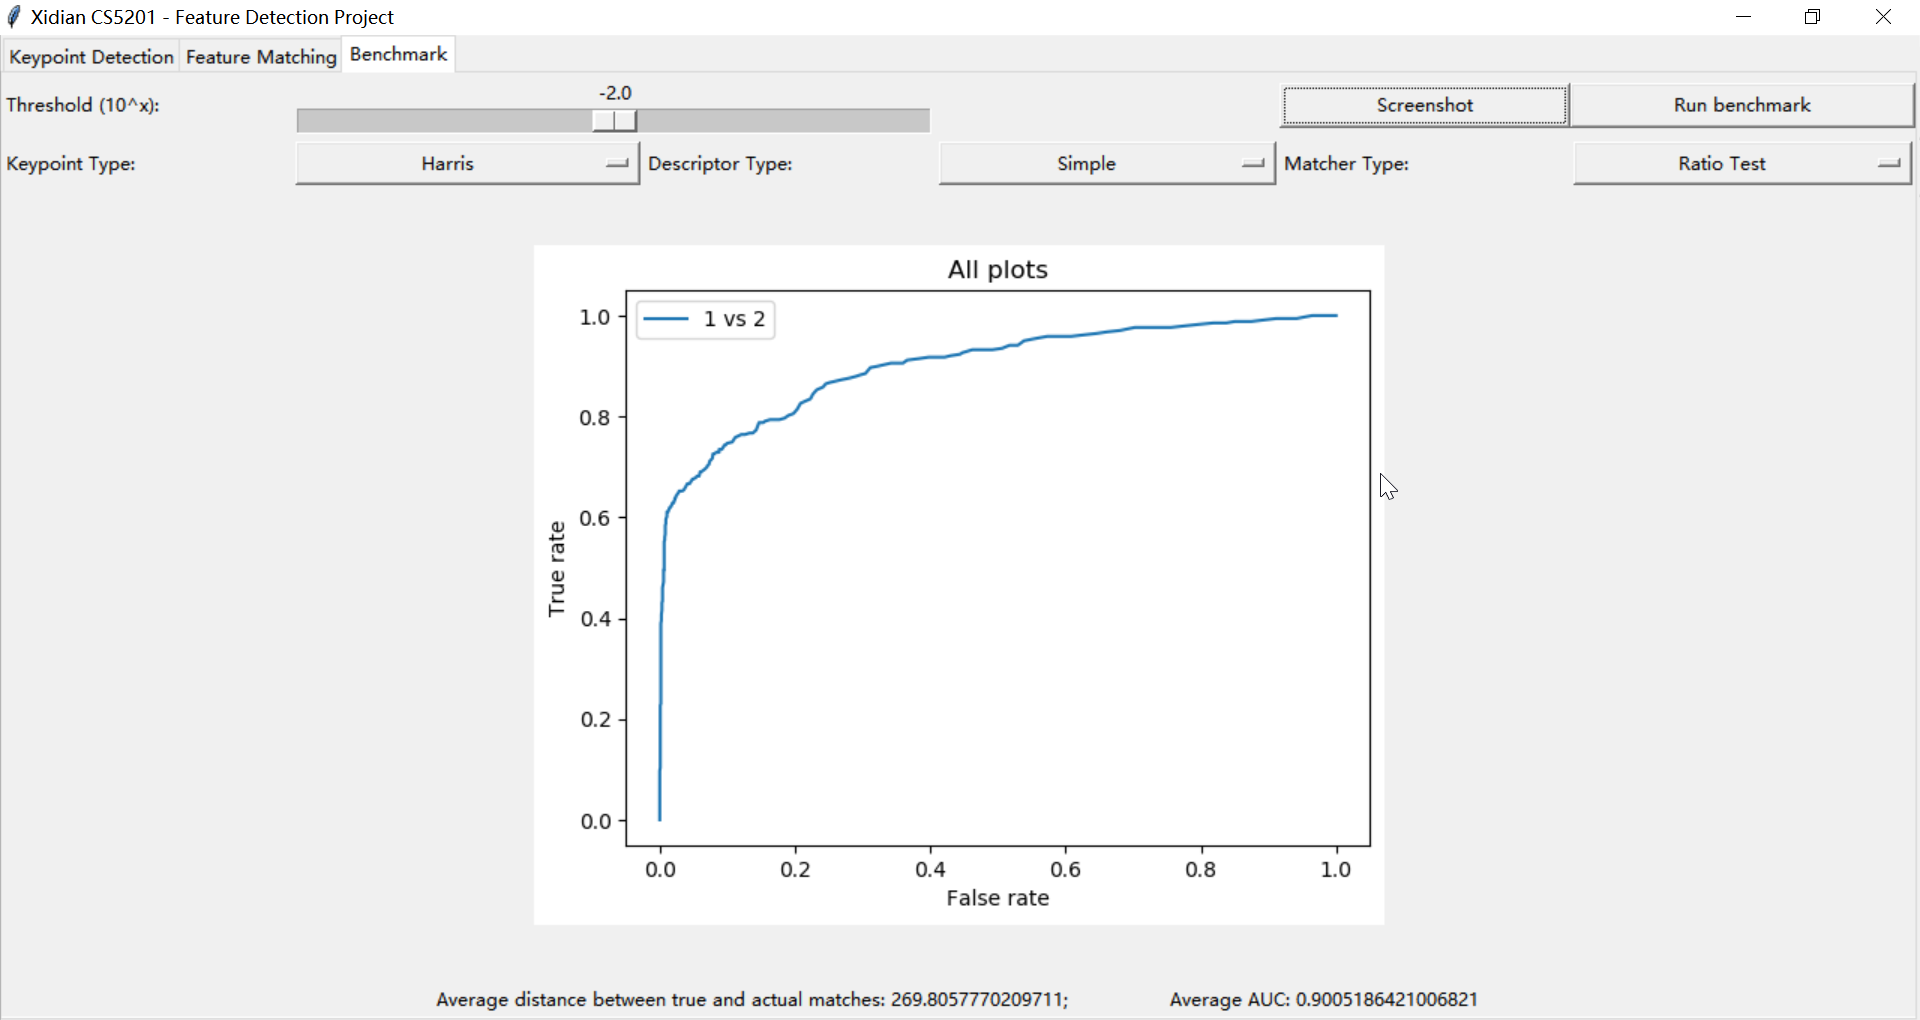 Xidian CS5201 - Feature Detection Project
Keypoint Detection Feature Matching Benchmark
-2.0
Threshold (10^x): Screenshot Run benchmark
Keypoint Type: Harris Descriptor Type: Simple Matcher Type: Ratio Test
All plots
1 vs 2
1.0
0.8
0.6
0.4
0.2
0.0
True rate
0.0 0.2 0.4 0.6 0.8 1.0
False rate
Average distance between true and actual matches: 269.8057770209711; Average AUC: 0.9005186421006821